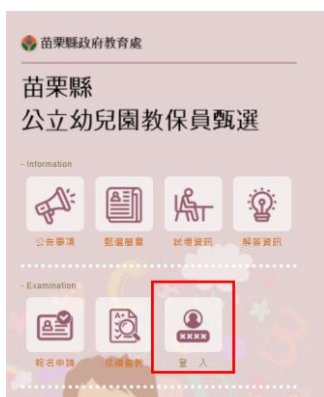 苗栗縣政府教育處
苗栗縣
公立幼兒園教保員甄選
- Information
公告事項 甄選簡章 試場資訊 解答資訊
- Examination
A+
XXXX
報名申請 成績查詢 登 入